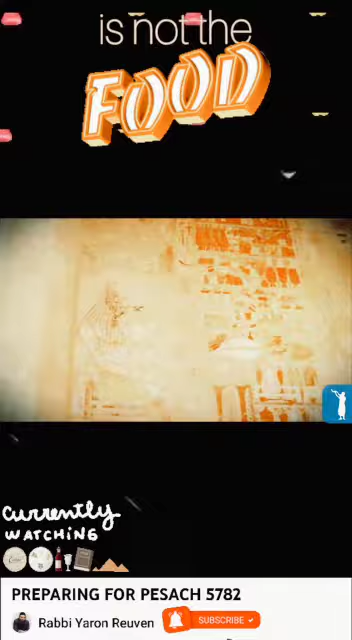 is not the
FOOD
currently
WATCHING
PREPARING FOR PESACH 5782
Rabbi Yaron Reuven
SUBSCRIBE